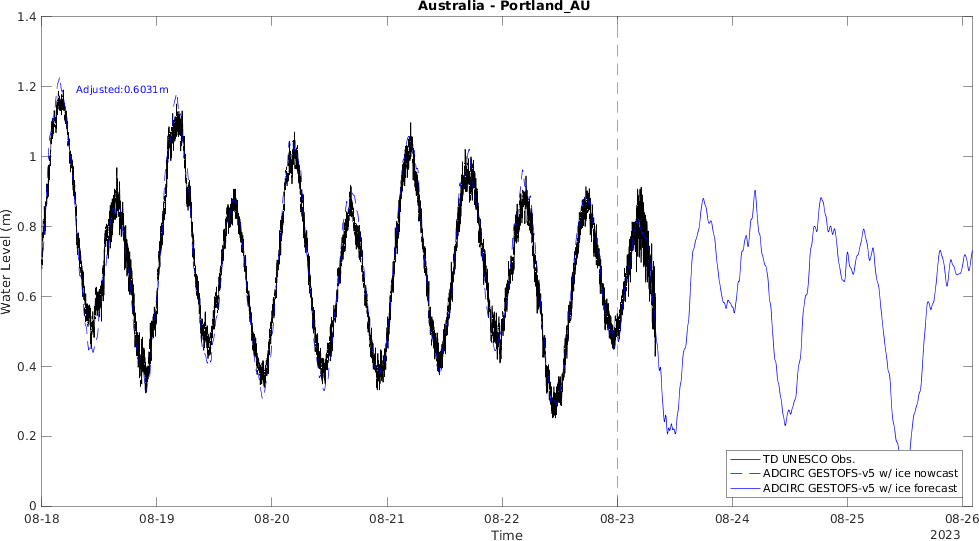 Australia - Portland_AU
Adjusted:0.6031m
Water Level (m)
1.4
1.2
1
0.8
0.6
0.4
0.2
0
TD UNESCO Obs.
ADCIRC GESTOFS-v5 w/ ice nowcast
ADCIRC GESTOFS-v5 w/ ice forecast
08-18 08-19 08-20 08-21 08-22 08-23 08-24 08-25 08-26
Time
2023